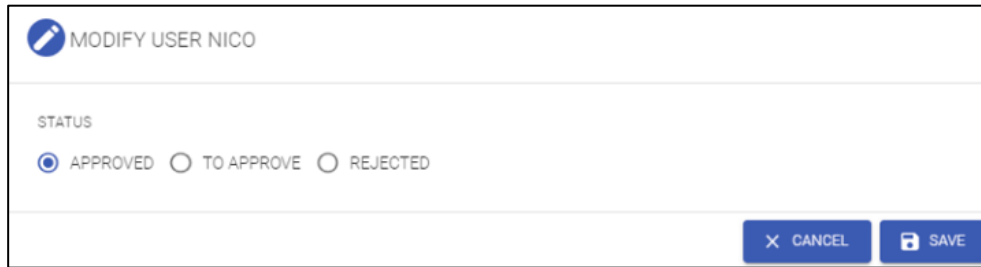 MODIFY USER NICO
STATUS
APPROVED TO APPROVE REJECTED
CANCEL SAVE